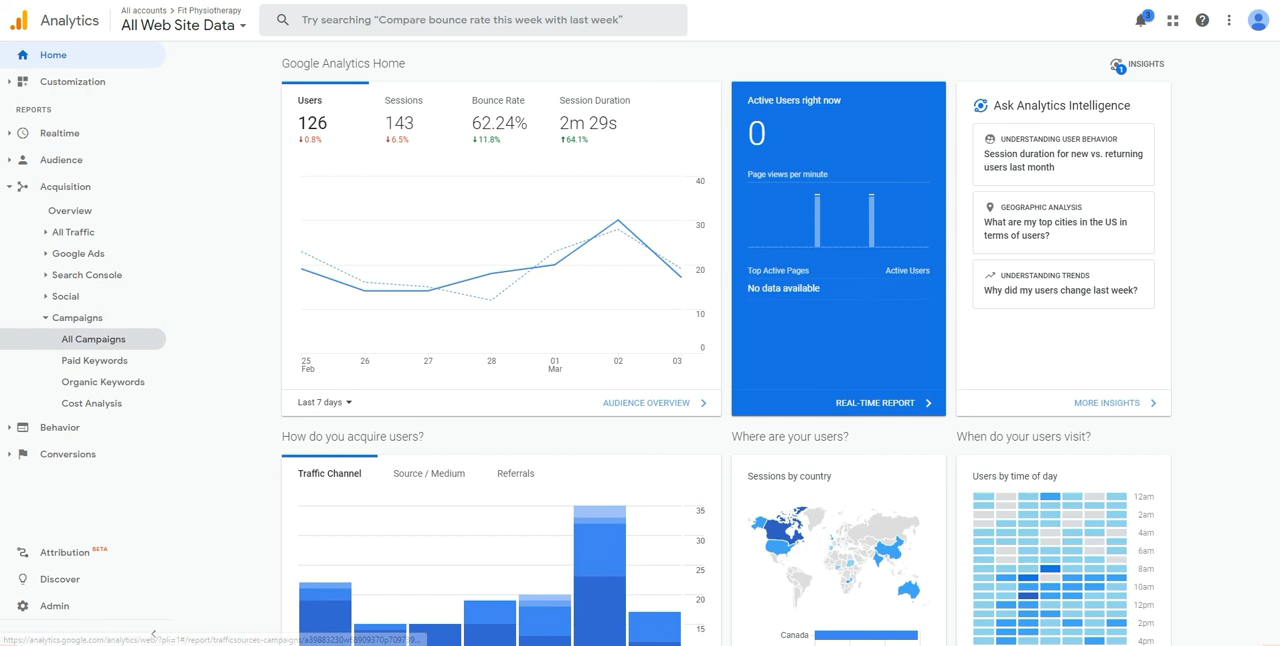 Analytics
All accounts > Fit Physiotherapy
All Web Site Data
Try searching “Compare bounce rate this week with last week”
3
Home
Customization
REPORTS
Realtime
Audience
Acquisition
Overview
All Traffic
Google Ads
Search Console
Social
Campaigns
All Campaigns
Paid Keywords
Organic Keywords
Cost Analysis
Behavior
Conversions
Attribution BETA
Discover
Admin
Google Analytics Home
INSIGHTS
1
Users
126
0.8%
Sessions
143
6.5%
Bounce Rate
62.24%
11.8%
Session Duration
2m 29s
64.1%
40
30
20
10
0
25
Feb
26
27
28
01
Mar
02
03
Last 7 days
AUDIENCE OVERVIEW
Active Users right now
0
Page views per minute
Top Active Pages Active Users
No data available
REAL-TIME REPORT
Ask Analytics Intelligence
UNDERSTANDING USER BEHAVIOR
Session duration for new vs. returning
users last month
GEOGRAPHIC ANALYSIS
What are my top cities in the US in
terms of users?
UNDERSTANDING TRENDS
Why did my users change last week?
MORE INSIGHTS
How do you acquire users?
Traffic Channel
Source / Medium
Referrals
35
30
25
20
15
Where are your users?
Sessions by country
Canada
When do your users visit?
Users by time of day
12am
2am
4am
6am
8am
10am
12pm
2pm
4pm